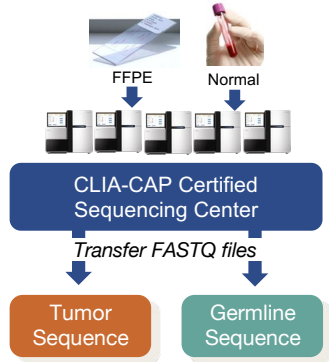 FFPE
Normal
CLIA-CAP Certified
Sequencing Center
Transfer FASTQ files
Tumor
Sequence
Germline
Sequence